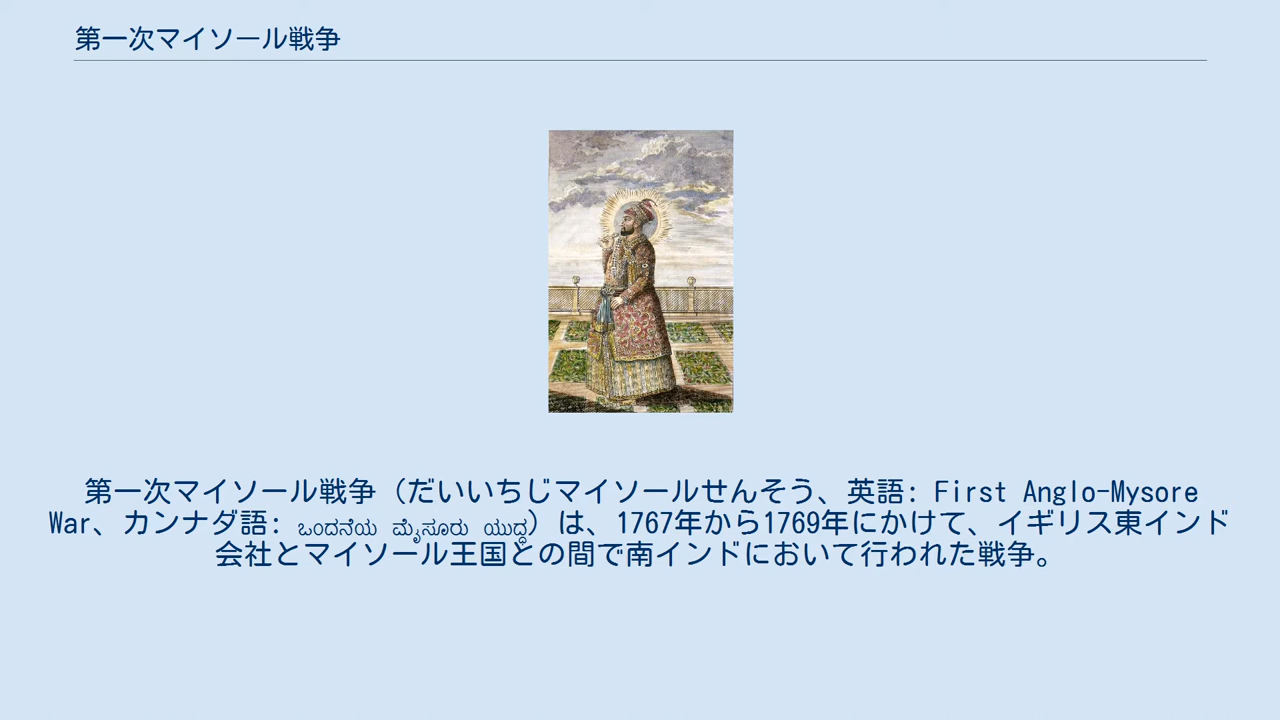 第一次マイソール戦争
第一次マイソール戦争（だいいちじマイソールせんそう、英語: First Anglo-Mysore
War、カンナダ語: ಒಂದನೆಯ ಮೈಸೂರು ಯುದ್ಧ）は、1767年から1769年にかけて、イギリス東インド
会社とマイソール王国との間で南インドにおいて行われた戦争。